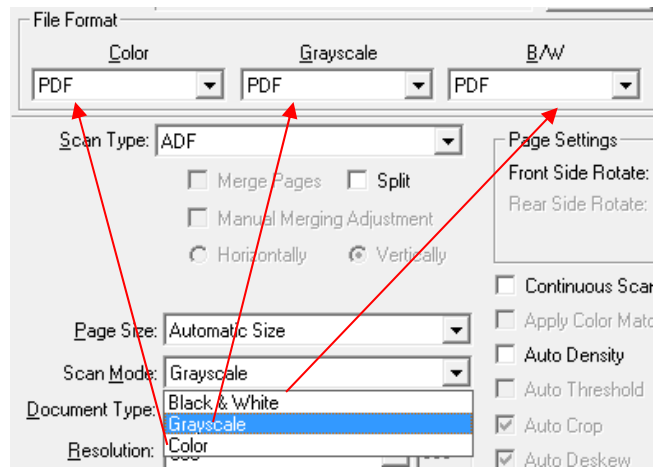 File Format
Color Grayscale B/W
PDF PDF PDF
Scan Type: ADF
Merge Pages Split
Manual Merging Adjustment
Horizontally Vertically
Page Size: Automatic Size
Scan Mode: Grayscale
Black & White
Document Type: Grayscale
Color
Resolution:
Page Settings
Front Side Rotate:
Rear Side Rotate:
Continuous Scan
Apply Color Matc
Auto Density
Auto Threshold
Auto Crop
Auto Deskew